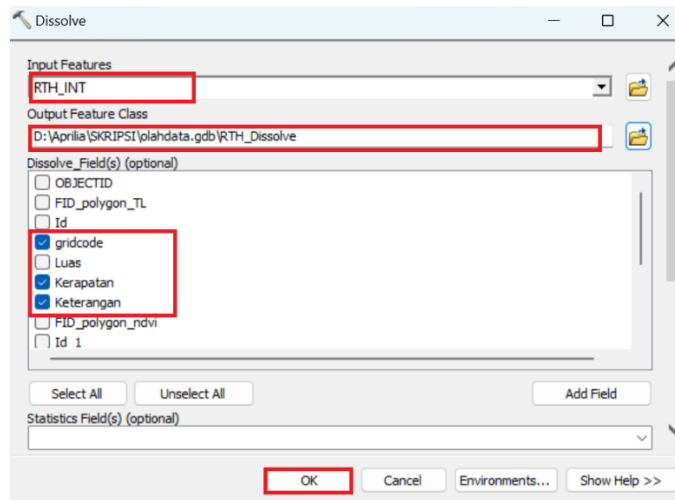 Dissolve
Input Features
RTH_INT
Output Feature Class
D:\Aprilia\SKRIPSI\olahdata.gdb\RTH_Dissolve
Dissolve_Field(s) (optional)
OBJECTID
FID_polygon_TL
Id
gridcode
Luas
Kerapatan
Keterangan
FID_polygon_ndvi
Id_1
Select All Unselect All Add Field
Statistics Field(s) (optional)
OK Cancel Environments... Show Help >>